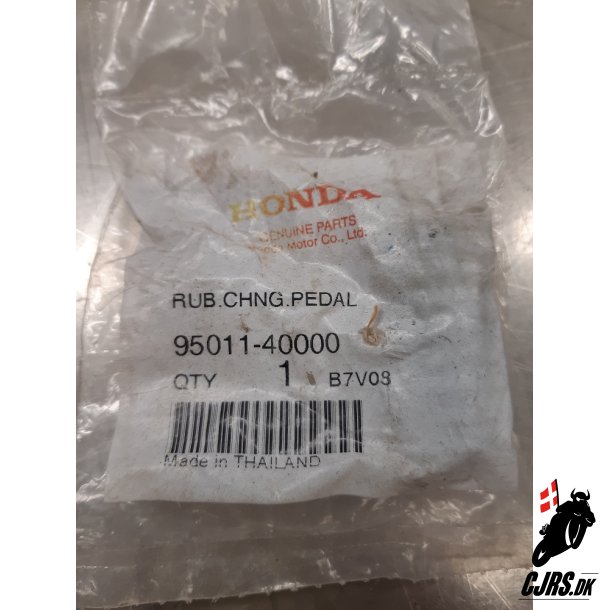 HONDA
GENUINE PARTS
Honda Motor Co., Ltd.
RUB.CHNG.PEDAL
95011-40000
QTY 1 B7V08
Made in THAILAND
CJRS.DK